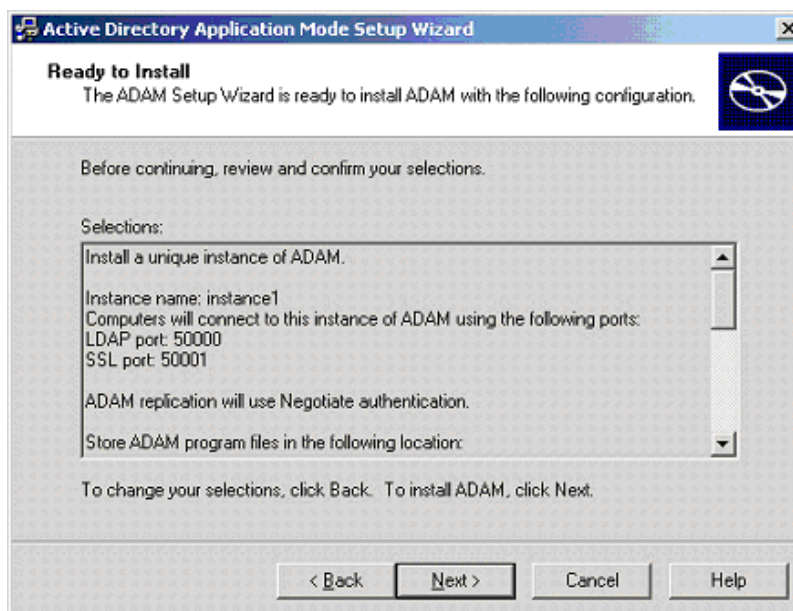 Active Directory Application Mode Setup Wizard
Ready to Install
The ADAM Setup Wizard is ready to install ADAM with the following configuration.
Before continuing, review and confirm your selections.
Selections:
Install a unique instance of ADAM.
Instance name: instance1
Computers will connect to this instance of ADAM using the following ports:
LDAP port: 50000
SSL port: 50001
ADAM replication will use Negotiate authentication.
Store ADAM program files in the following location:
To change your selections, click Back. To install ADAM, click Next.
< Back Next > Cancel Help